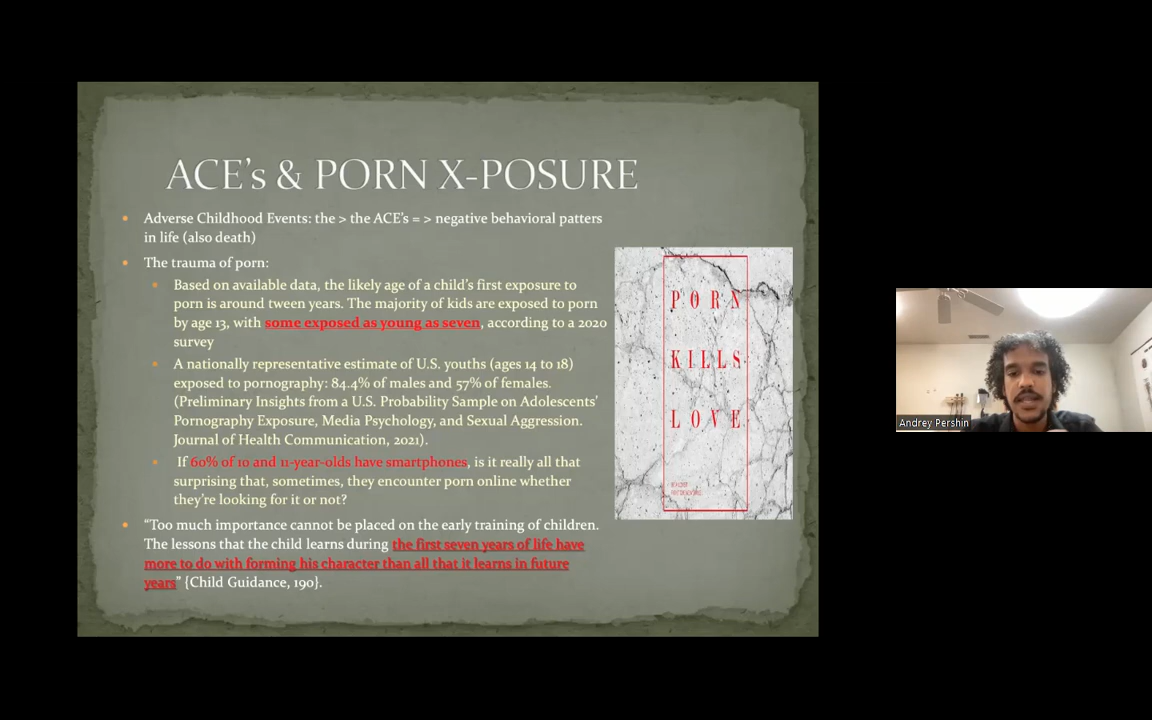 ACE's & PORN X-POSURE
Adverse Childhood Events: the > the ACE's = > negative behavioral patters
in life (also death)
The trauma of porn:
Based on available data, the likely age of a child's first exposure to
porn is around tween years. The majority of kids are exposed to porn
by age 13, with some exposed as young as seven, according to a 2020
survey
A nationally representative estimate of U.S. youths (ages 14 to 18)
exposed to pornography: 84.4% of males and 57% of females.
(Preliminary Insights from a U.S. Probability Sample on Adolescents'
Pornography Exposure, Media Psychology, and Sexual Aggression.
Journal of Health Communication, 2021).
If 60% of 10 and 11-year-olds have smartphones, is it really all that
surprising that, sometimes, they encounter porn online whether
they're looking for it or not?
"Too much importance cannot be placed on the early training of children.
The lessons that the child learns during the first seven years of life have
more to do with forming his character than all that it learns in future
years" {Child Guidance, 190}.
PORN
KILLS
LOVE
Andrey Pershin